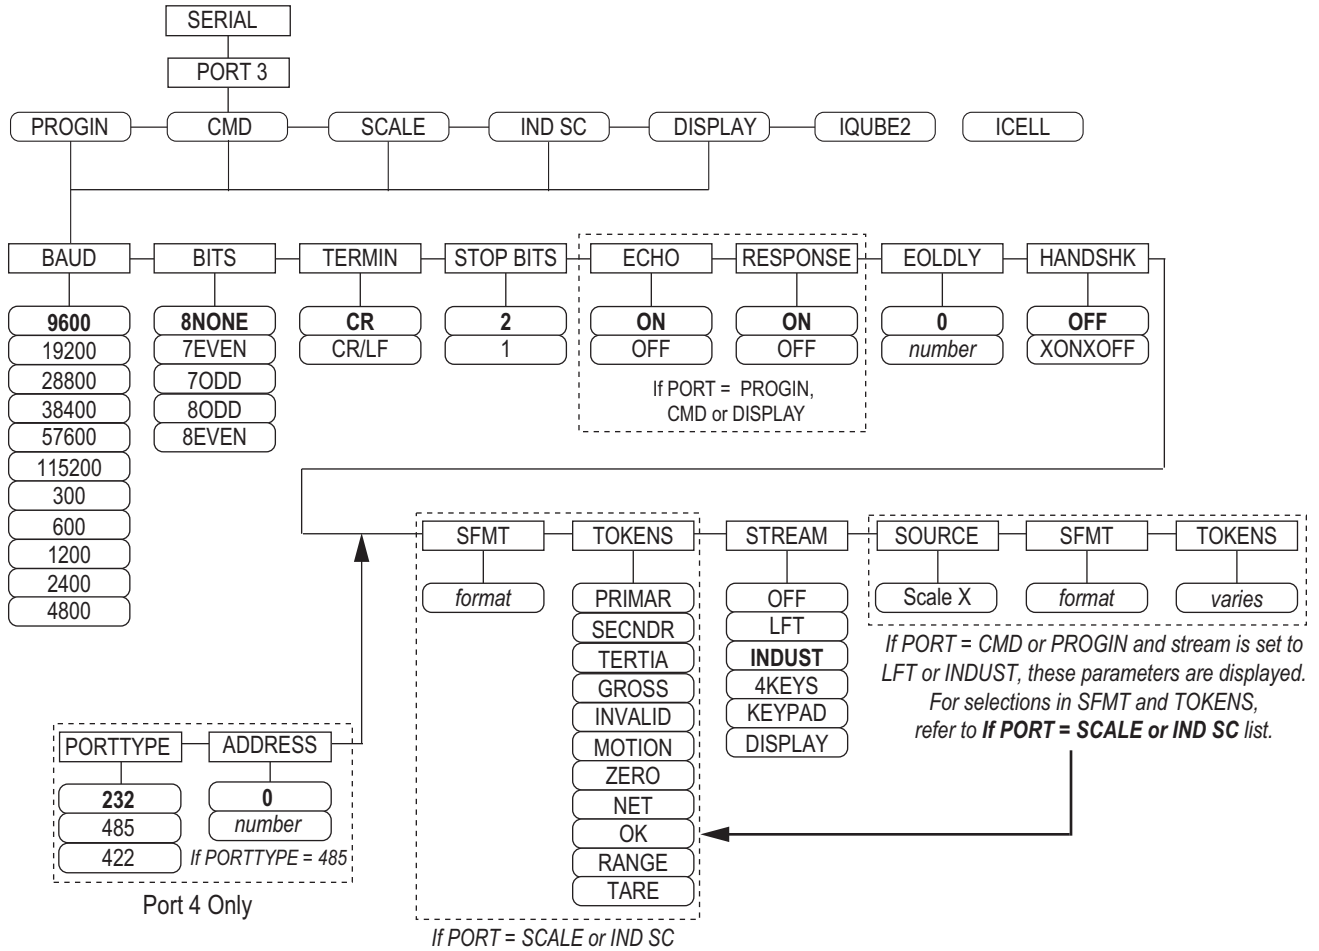 SERIAL
PORT 3
PROGIN
CMD
SCALE
IND SC
DISPLAY
IQUBE2
ICELL
BAUD
BITS
TERMIN
STOP BITS
ECHO
RESPONSE
EOLDLY
HANDSHK
9600
19200
28800
38400
57600
115200
300
600
1200
2400
4800
8NONE
7EVEN
7ODD
8ODD
8EVEN
CR
CR/LF
2
1
ON
OFF
ON
OFF
If PORT = PROGIN,
CMD or DISPLAY
0
number
OFF
XONXOFF
SFMT
TOKENS
STREAM
SOURCE
SFMT
TOKENS
format
PRIMAR
SECNDR
TERTIA
GROSS
INVALID
MOTION
ZERO
NET
OK
RANGE
TARE
OFF
LFT
INDUST
4KEYS
KEYPAD
DISPLAY
Scale X
format
varies
If PORT = CMD or PROGIN and stream is set to
LFT or INDUST, these parameters are displayed.
For selections in SFMT and TOKENS,
refer to If PORT = SCALE or IND SC list.
PORTTYPE
ADDRESS
232
485
422
0
number
If PORTTYPE = 485
Port 4 Only
If PORT = SCALE or IND SC